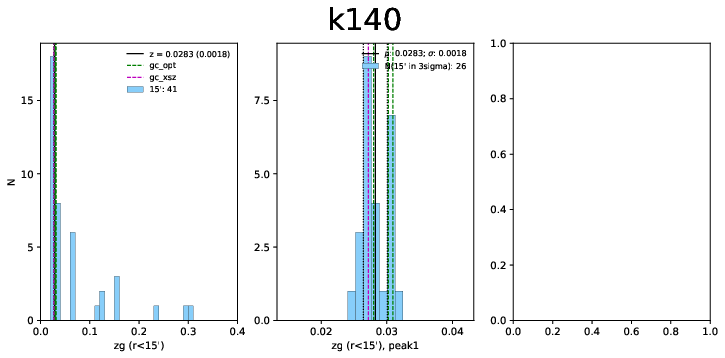 k140
z = 0.0283 (0.0018)
gc_opt
gc_xsz
15': 41
N
15
10
5
0
0.0 0.1 0.2 0.3 0.4
zg (r<15')
μ: 0.0283; σ: 0.0018
N(15' in 3sigma): 26
7.5
5.0
2.5
0.0
0.02 0.03 0.04
zg (r<15'), peak1
1.0
0.8
0.6
0.4
0.2
0.0
0.0 0.2 0.4 0.6 0.8 1.0